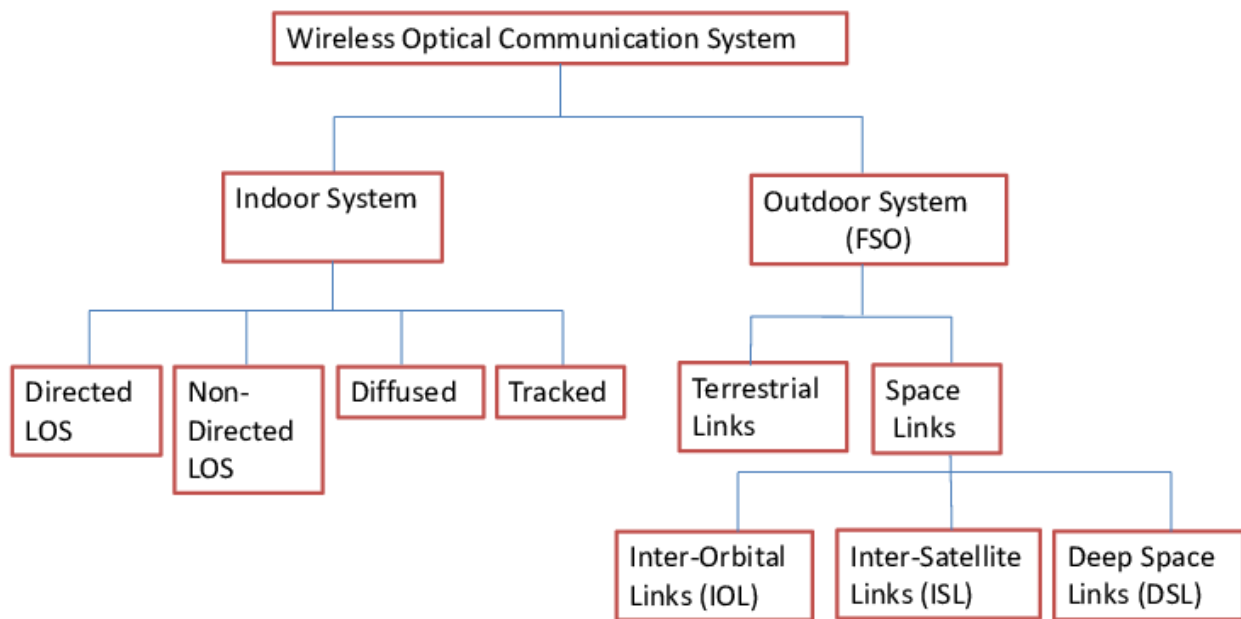 Wireless Optical Communication System
Indoor System
Outdoor System
(FSO)
Directed
LOS
Non-
Directed
LOS
Diffused
Tracked
Terrestrial
Links
Space
Links
Inter-Orbital
Links (IOL)
Inter-Satellite
Links (ISL)
Deep Space
Links (DSL)